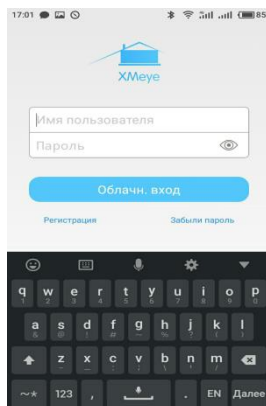 17:01 85
XMeye
Имя пользователя
Пароль
Облачн. вход
Регистрация Забыли пароль
q w e r t y u i o p
a s d f g h j k l
z x c v b n m
~* 123 , . EN Далее